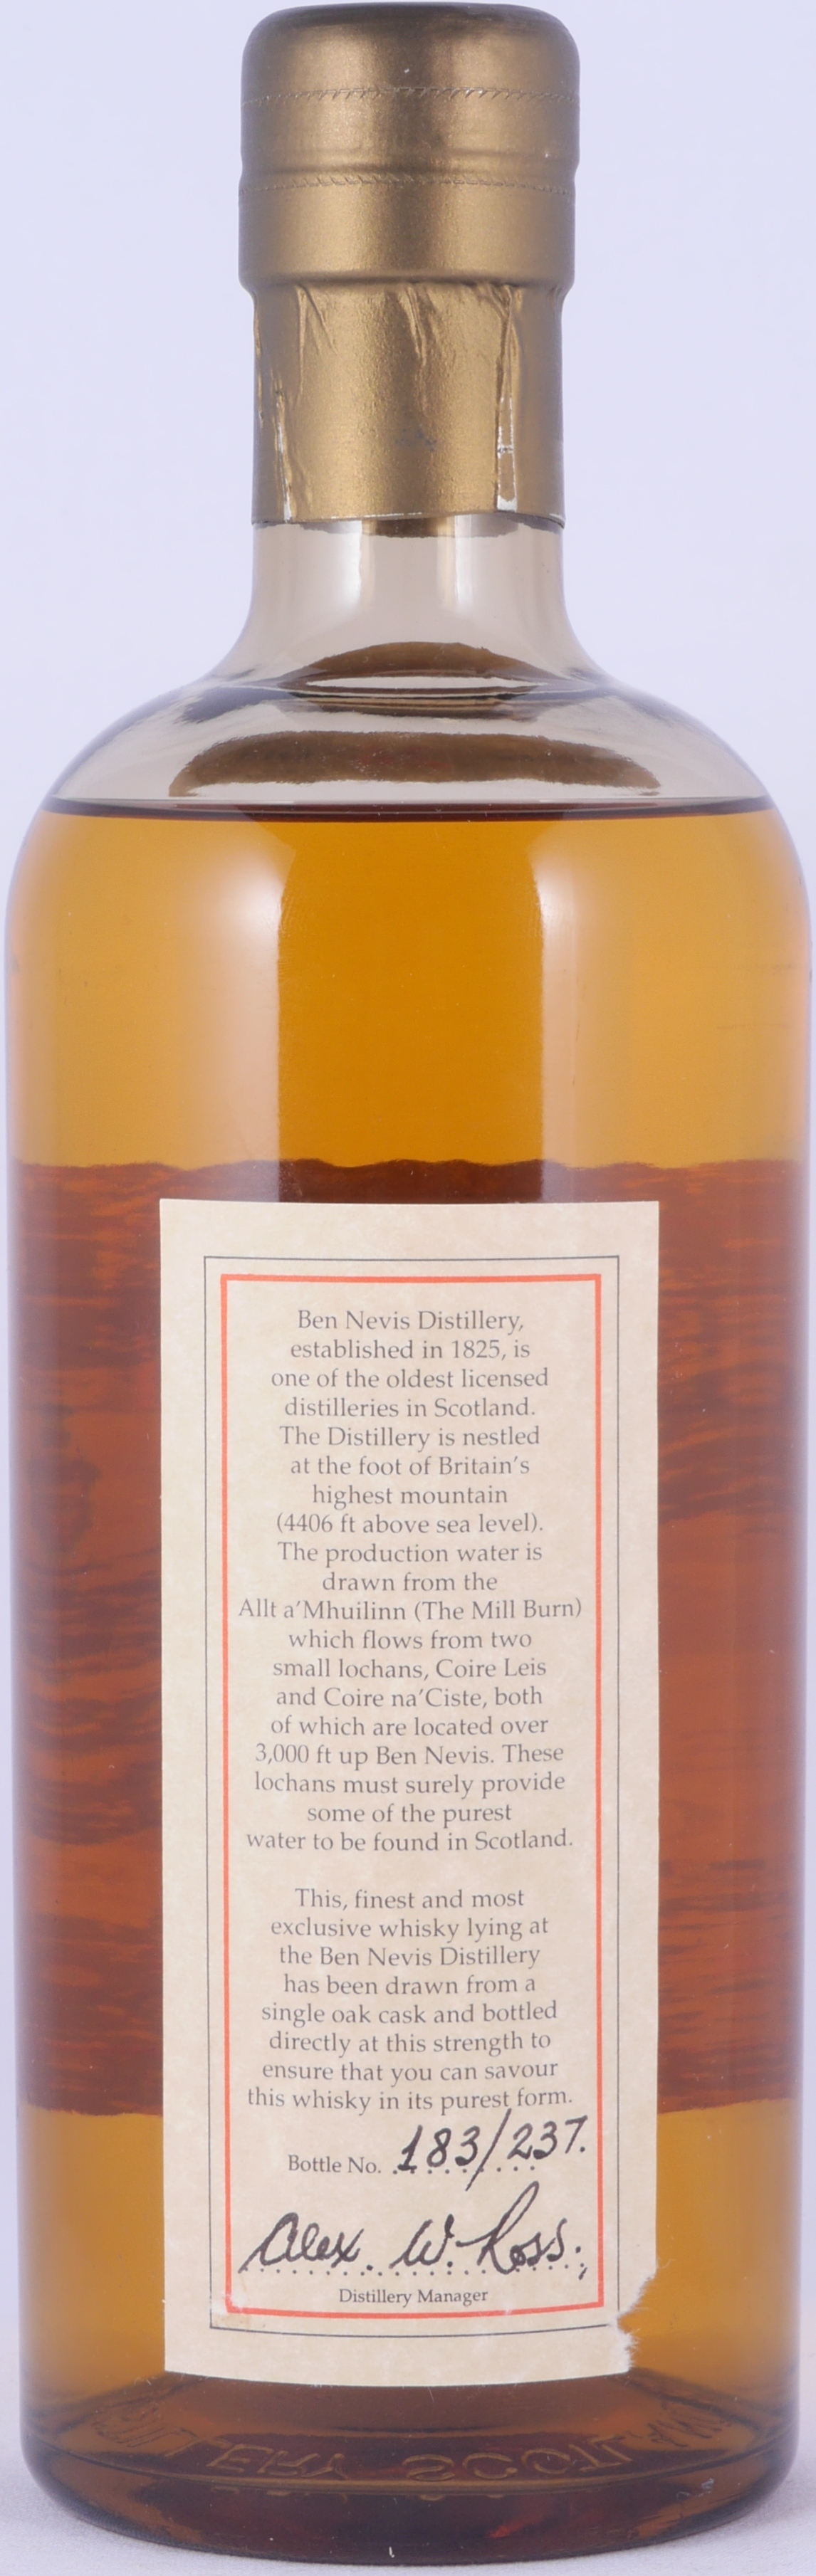 Ben Nevis Distillery,
established in 1825, is
one of the oldest licensed
distilleries in Scotland.
The Distillery is nestled
at the foot of Britain's
highest mountain
(4406 ft above sea level).
The production water is
drawn from the
Allt a'Mhuilinn (The Mill Burn)
which flows from two
small lochans, Coire Leis
and Coire na'Ciste, both
of which are located over
3,000 ft up Ben Nevis. These
lochans must surely provide
some of the purest
water to be found in Scotland.
This, finest and most
exclusive whisky lying at
the Ben Nevis Distillery
has been drawn from a
single oak cask and bottled
directly at this strength to
ensure that you can savour
this whisky in its purest form.
Bottle No. 183/237.
Alex. W. Ross.
Distillery Manager